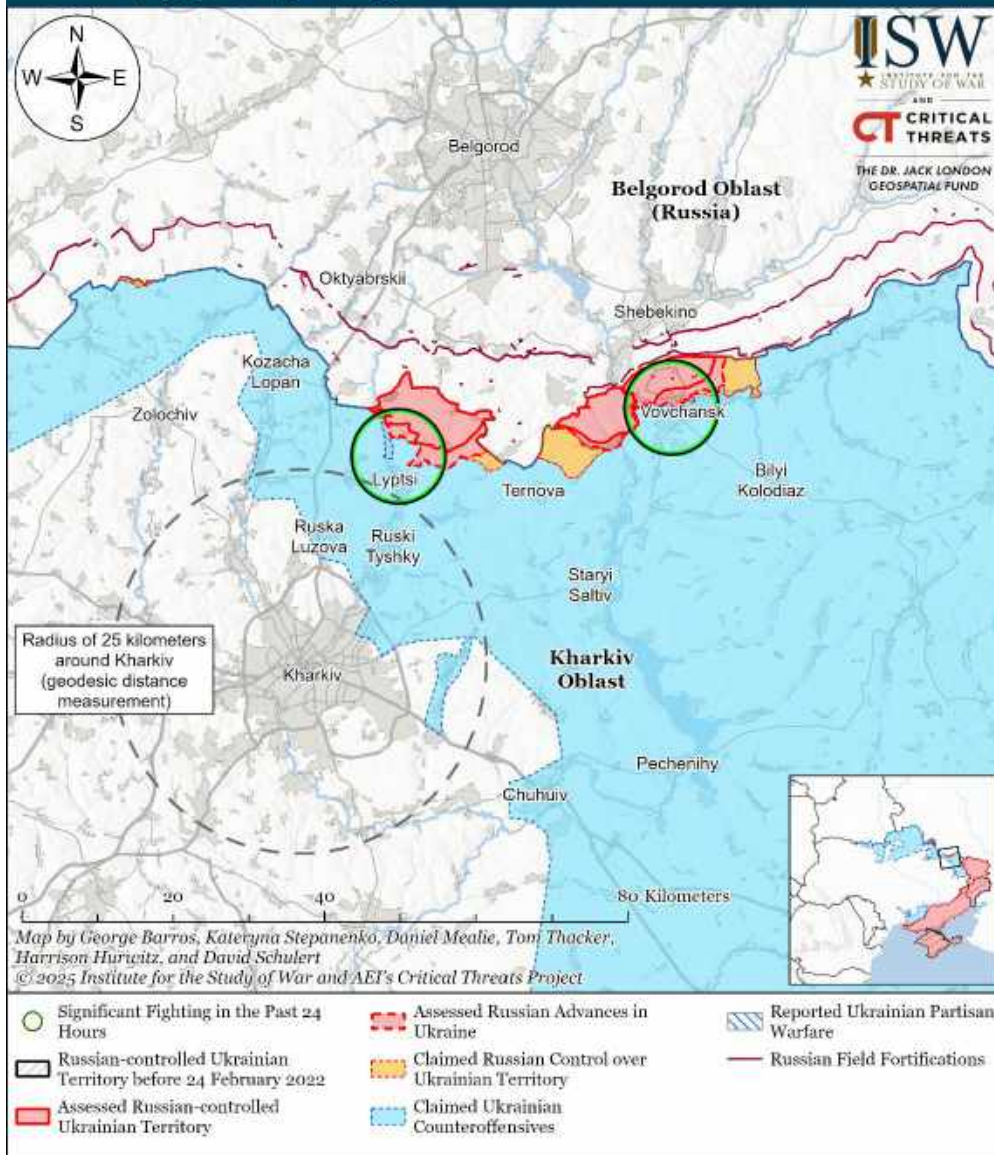 N
W E
S
ISW
INSTITUTE FOR THE
STUDY OF WAR
AND
CT CRITICAL
THREATS
THE DR. JACK LONDON
GEOSPATIAL FUND
Belgorod
Belgorod Oblast
(Russia)
Oktyabrskii
Shebekino
Kozacha
Lopan
Zolochiv
Vovchansk
Lyptsi
Ternova
Bilyi
Kolodiaz
Ruska
Luzova
Ruski
Tyshky
Staryi
Saltiv
Radius of 25 kilometers
around Kharkiv
(geodesic distance
measurement)
Kharkiv
Kharkiv
Oblast
Pechenihy
Chuhuiv
0 20 40 80 Kilometers
Map by George Barros, Kateryna Stepanenko, Daniel Mealie, Tom Thacker,
Harrison Hurwitz, and David Schulert
© 2025 Institute for the Study of War and AEI's Critical Threats Project
Significant Fighting in the Past 24
Hours
Russian-controlled Ukrainian
Territory before 24 February 2022
Assessed Russian-controlled
Ukrainian Territory
Assessed Russian Advances in
Ukraine
Claimed Russian Control over
Ukrainian Territory
Claimed Ukrainian
Counteroffensives
Reported Ukrainian Partisan
Warfare
Russian Field Fortifications